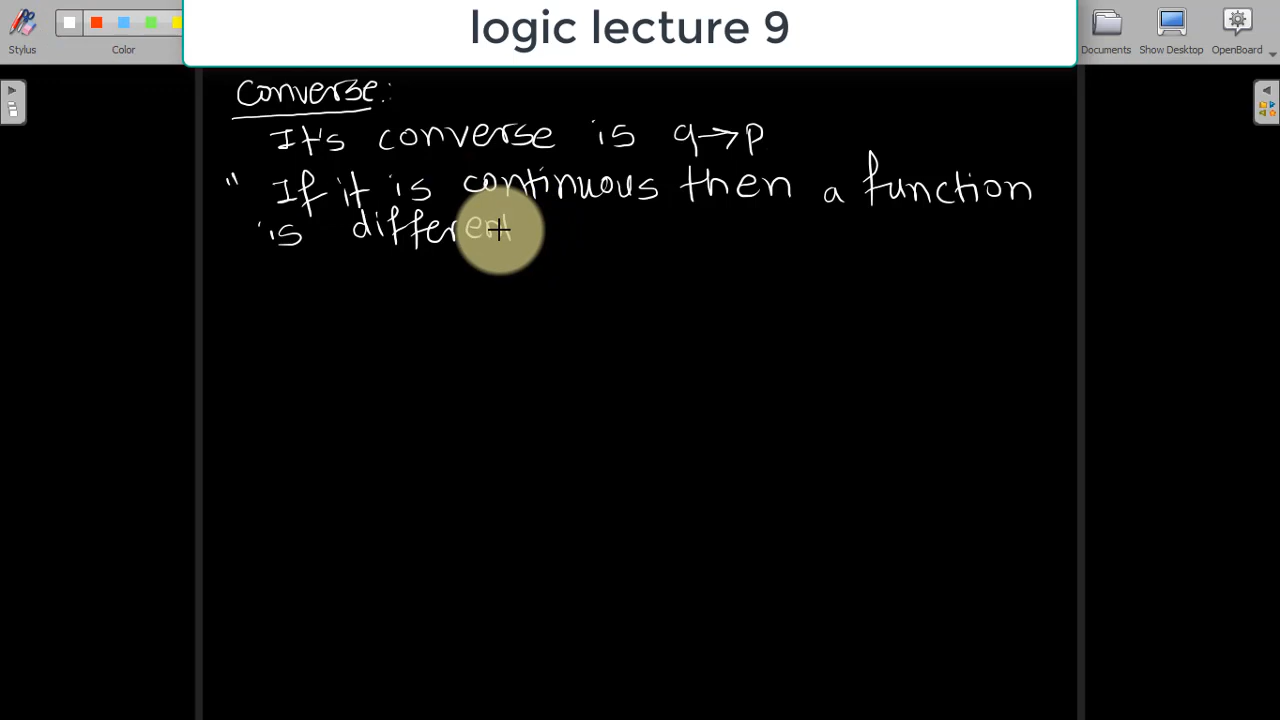 logic lecture 9
Stylus
Color
Documents
Show Desktop
OpenBoard
Converse:
It's converse is q→p
" If it is continuous then a function
is different